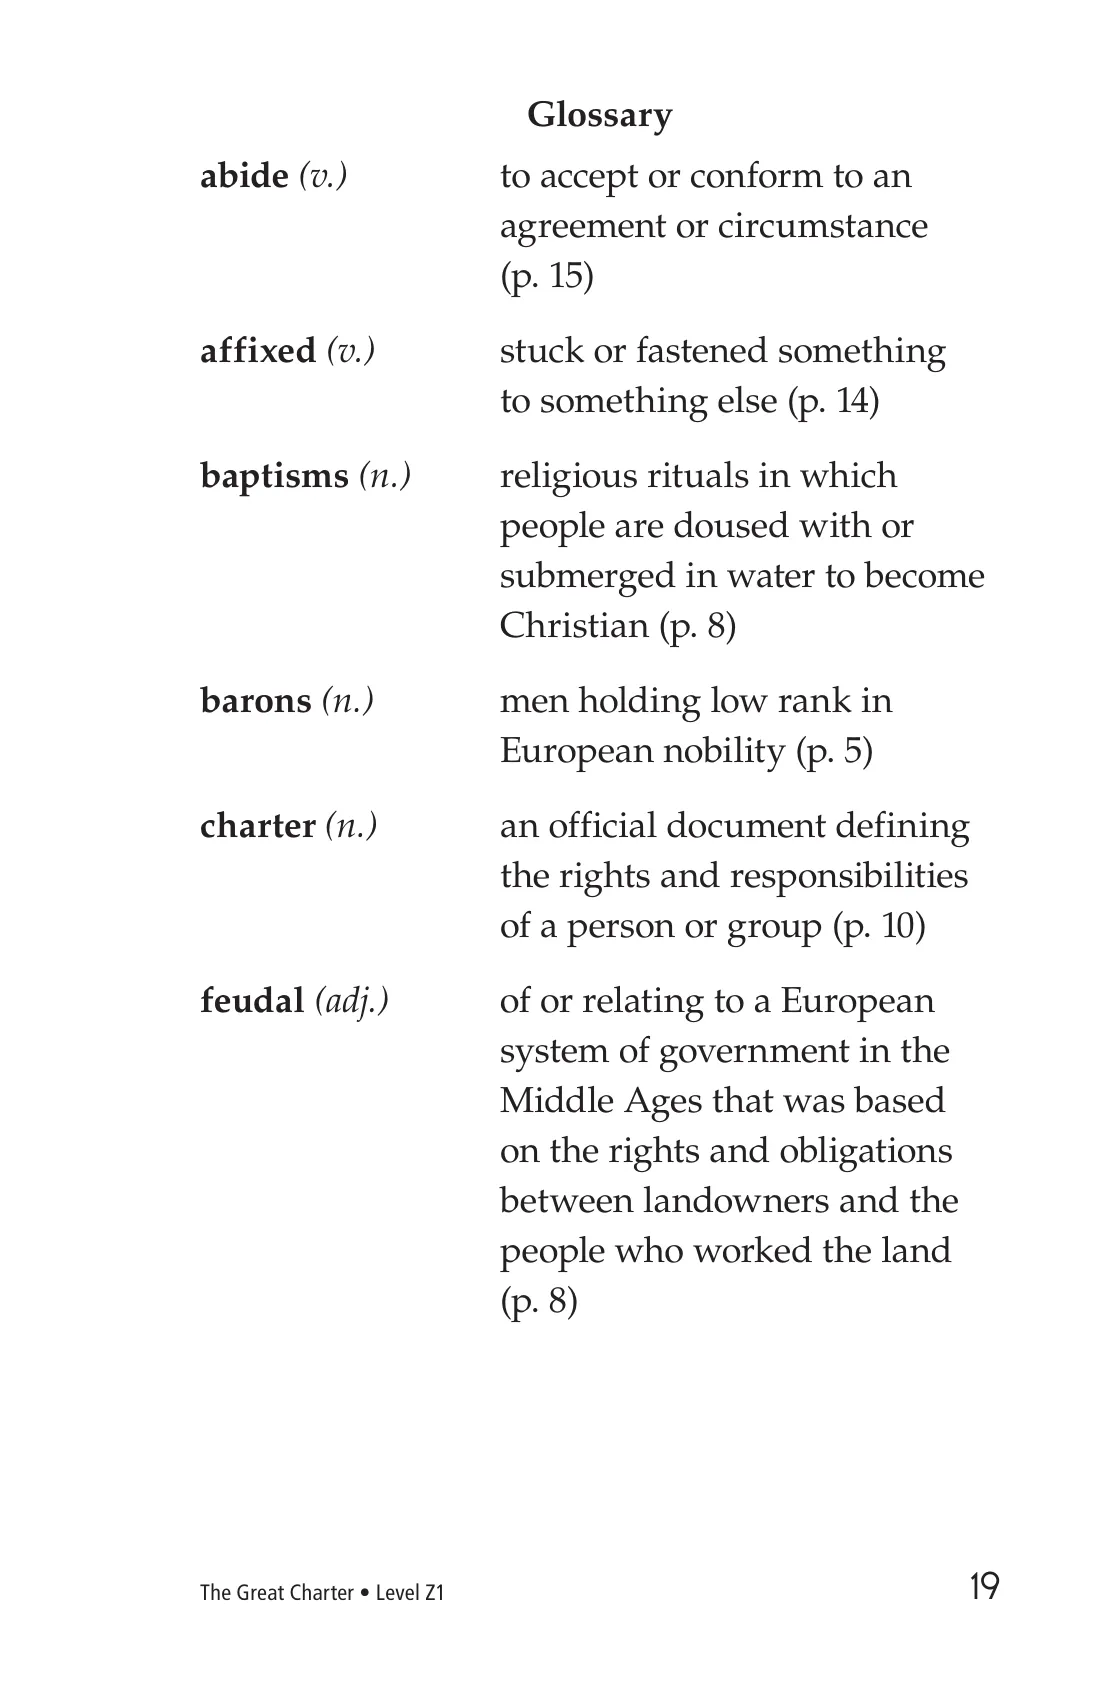 Glossary
abide (v.) to accept or conform to an
agreement or circumstance
(p. 15)
affixed (v.) stuck or fastened something
to something else (p. 14)
baptisms (n.) religious rituals in which
people are doused with or
submerged in water to become
Christian (p. 8)
barons (n.) men holding low rank in
European nobility (p. 5)
charter (n.) an official document defining
the rights and responsibilities
of a person or group (p. 10)
feudal (adj.) of or relating to a European
system of government in the
Middle Ages that was based
on the rights and obligations
between landowners and the
people who worked the land
(p. 8)
The Great Charter • Level Z1 19